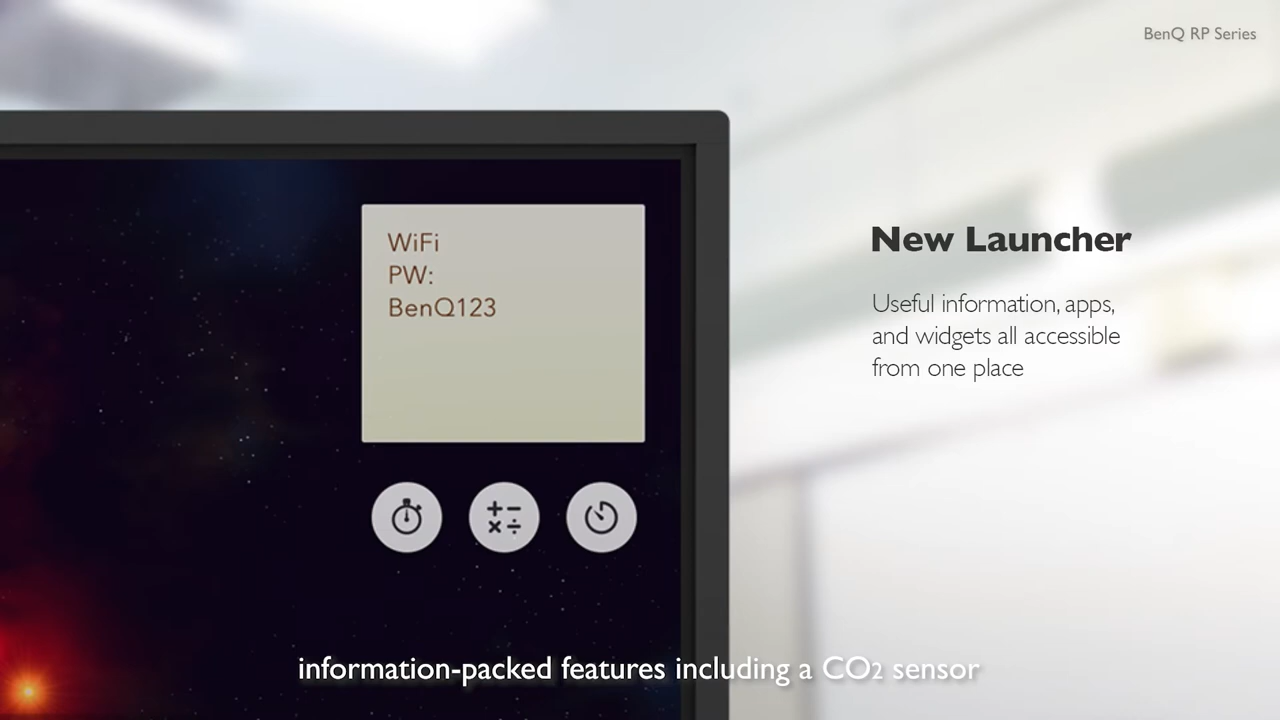 BenQ RP Series
WiFi
PW:
BenQ123
New Launcher
Useful information, apps,
and widgets all accessible
from one place
information-packed features including a CO2 sensor